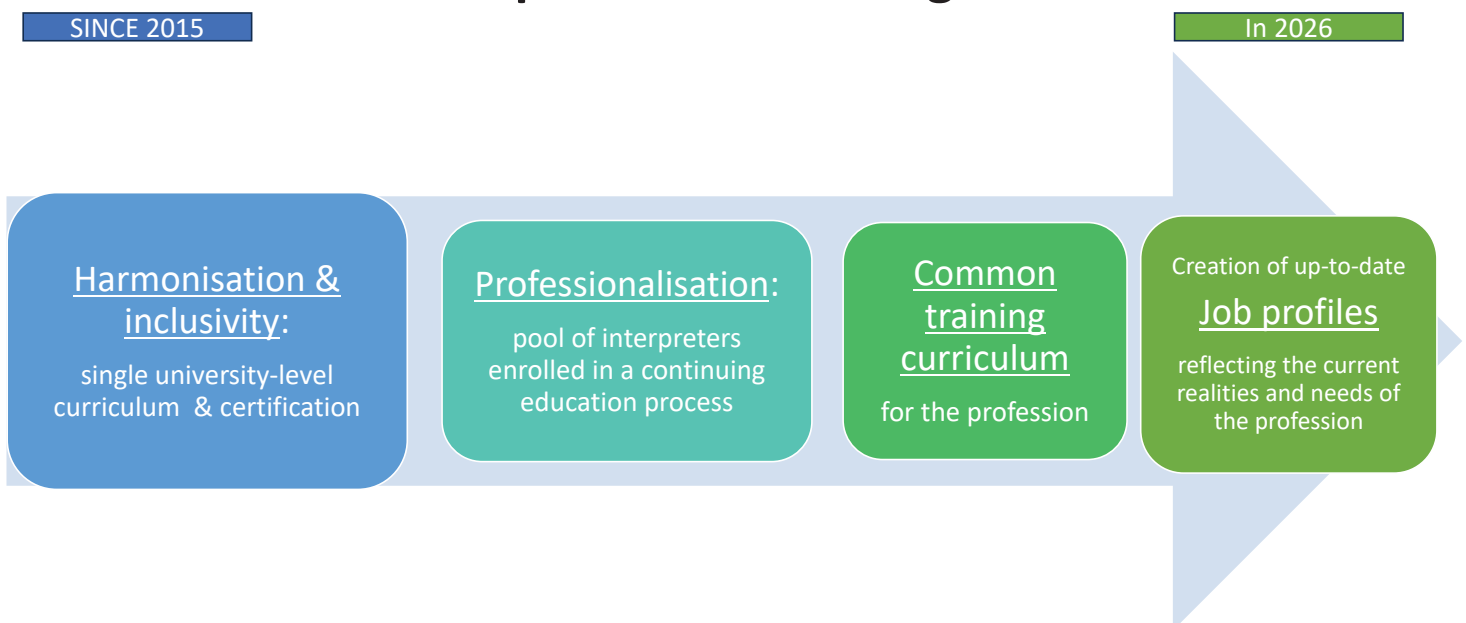 SINCE 2015
In 2026
Harmonisation &
inclusivity:
single university-level
curriculum & certification
Professionalisation:
pool of interpreters
enrolled in a continuing
education process
Common
training
curriculum
for the profession
Creation of up-to-date
Job profiles
reflecting the current
realities and needs of
the profession